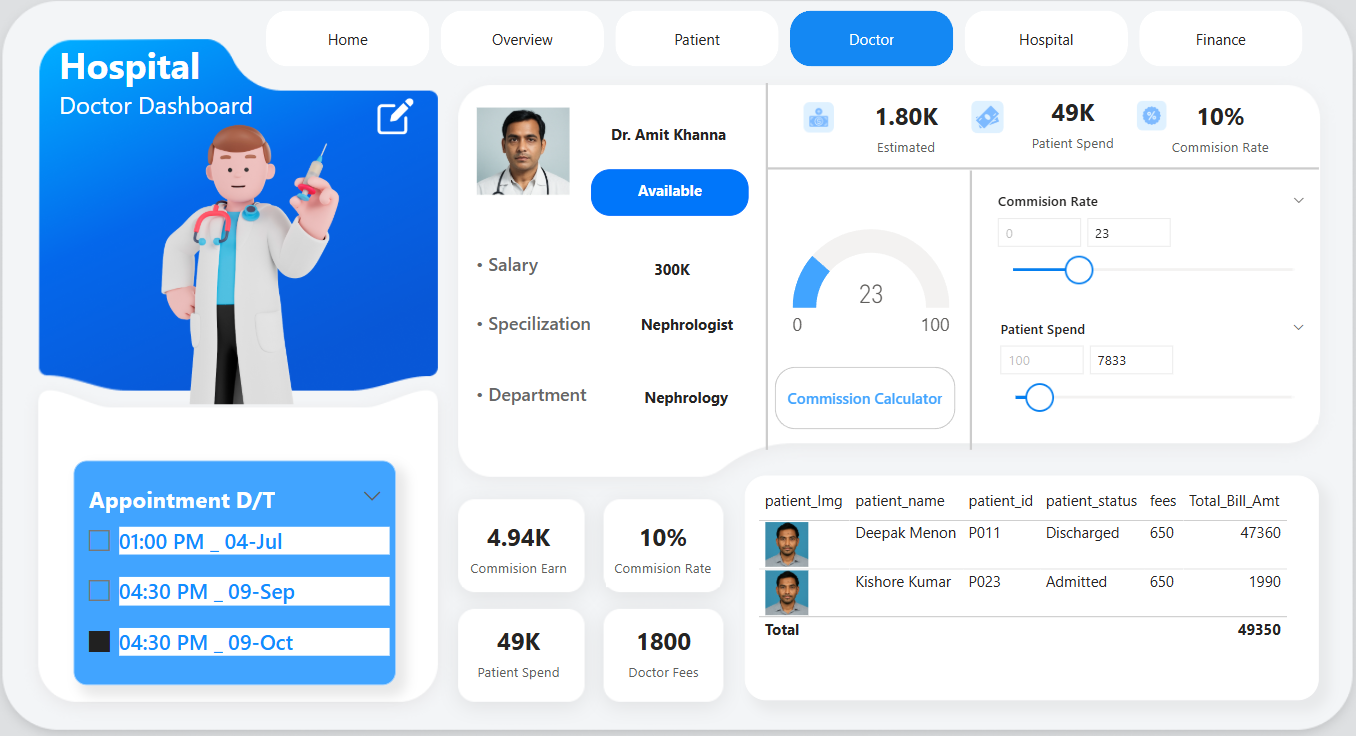 Home
Overview
Patient
Doctor
Hospital
Finance
Hospital
Doctor Dashboard
Dr. Amit Khanna
Available
• Salary
300K
• Specilization
Nephrologist
• Department
Nephrology
1.80K
Estimated
49K
Patient Spend
%
10%
Commision Rate
23
0
100
Commission Calculator
Commision Rate
0
23
Patient Spend
100
7833
Appointment D/T
01:00 PM _ 04-Jul
04:30 PM _ 09-Sep
04:30 PM _ 09-Oct
4.94K
Commision Earn
10%
Commision Rate
49K
Patient Spend
1800
Doctor Fees
patient_Img patient_name patient_id patient_status fees Total_Bill_Amt
Deepak Menon P011 Discharged 650 47360
Kishore Kumar P023 Admitted 650 1990
Total 49350